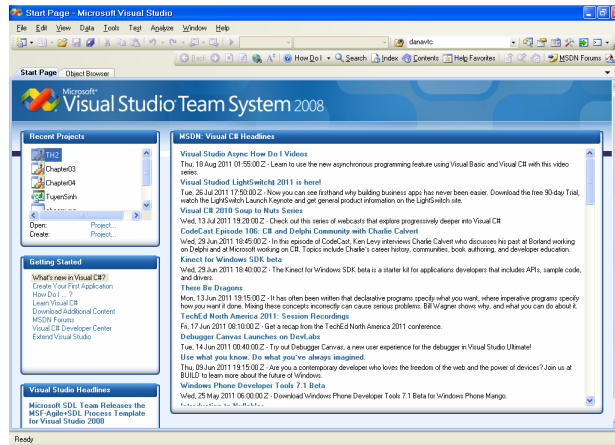 Start Page - Microsoft Visual Studio
File Edit View Data Tools Test Analyze Window Help
danavtc
Back How Do I Search Index Contents Help Favorites MSDN Forums
Start Page Object Browser
Microsoft®
Visual Studio Team System 2008
Recent Projects
TH2
Chapter03
Chapter04
TuyenSinh
Open: Project...
Create: Project...
Getting Started
What's new in Visual C#?
Create Your First Application
How Do I ... ?
Learn Visual C#
Download Additional Content
MSDN Forums
Visual C# Developer Center
Extend Visual Studio
Visual Studio Headlines
Microsoft SDL Team Releases the
MSF-Agile+SDL Process Template
for Visual Studio 2008
MSDN: Visual C# Headlines
Visual Studio Async How Do I Videos
Thu, 18 Aug 2011 01:55:00 Z - Learn to use the new asynchronous programming feature using Visual Basic and Visual C# with this video
series.
Visual Studio® LightSwitch® 2011 is here!
Tue, 26 Jul 2011 17:50:00 Z - Now you can see firsthand why building business apps has never been easier. Download the free 90-day Trial,
watch the LightSwitch Launch Keynote and get general product information on the LightSwitch site.
Visual C# 2010 Soup to Nuts Series
Wed, 13 Jul 2011 19:20:00 Z - Check out this series of webcasts that explore progressively deeper into Visual C#
CodeCast Episode 106: C# and Delphi Community with Charlie Calvert
Wed, 29 Jun 2011 18:45:00 Z - In this episode of CodeCast, Ken Levy interviews Charlie Calvert who discusses his past at Borland working
on Delphi and at Microsoft working on C#. Topics include Charlie's career history, communities, book authoring, and developer education.
Kinect for Windows SDK beta
Wed, 29 Jun 2011 18:40:00 Z - The Kinect for Windows SDK beta is a starter kit for applications developers that includes APIs, sample code,
and drivers.
There Be Dragons
Mon, 13 Jun 2011 19:15:00 Z - It has often been written that declarative programs specify what you want, where imperative programs specify
how you want it done. Mixing these concepts incorrectly can cause serious problems. Bill Wagner shows why, and what you can do about it.
TechEd North America 2011: Session Recordings
Fri, 17 Jun 2011 08:10:00 Z - Get a recap from the TechEd North America 2011 conference.
Debugger Canvas Launches on DevLabs
Tue, 14 Jun 2011 00:40:00 Z - Try out Debugger Canvas, a new user experience for the debugger in Visual Studio Ultimate!
Use what you know. Do what you've always imagined.
Thu, 09 Jun 2011 19:15:00 Z - Are you a contemporary developer who loves the freedom of the web and the power of devices? Join us at
BUILD to learn more about the future of Windows.
Windows Phone Developer Tools 7.1 Beta
Wed, 25 May 2011 06:00:00 Z - Download Windows Phone Developer Tools 7.1 Beta for Windows Phone Mango.
Ready